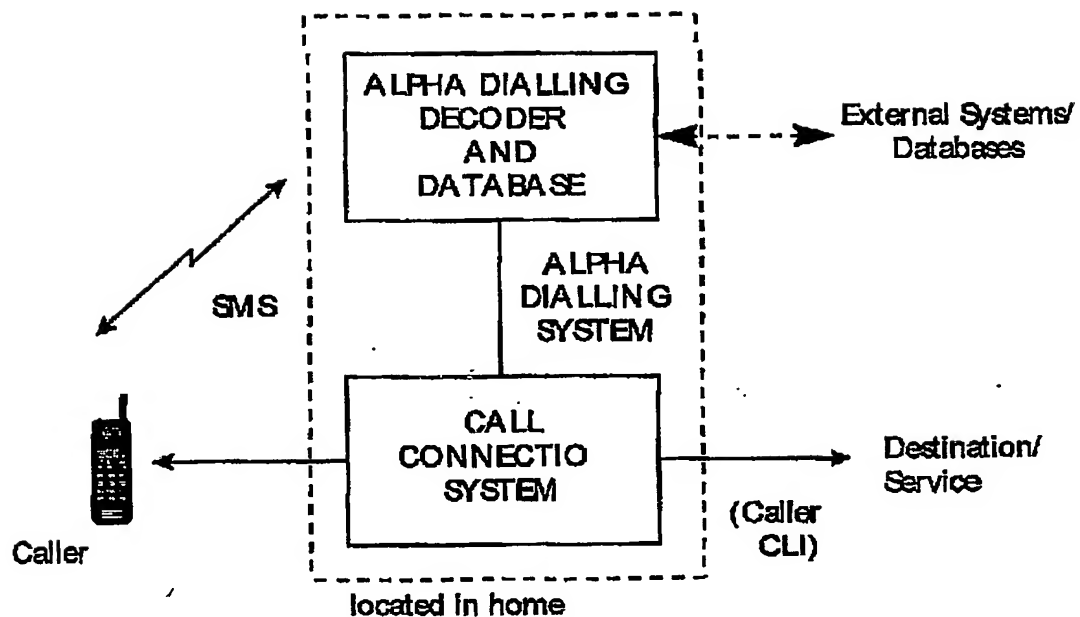 ALPHA DIALLING
DECODER
AND
DATABASE
External Systems/
Databases
SMS
ALPHA
DIALLING
SYSTEM
CALL
CONNECTIO
SYSTEM
Destination/
Service
(Caller
CLI)
Caller
located in home